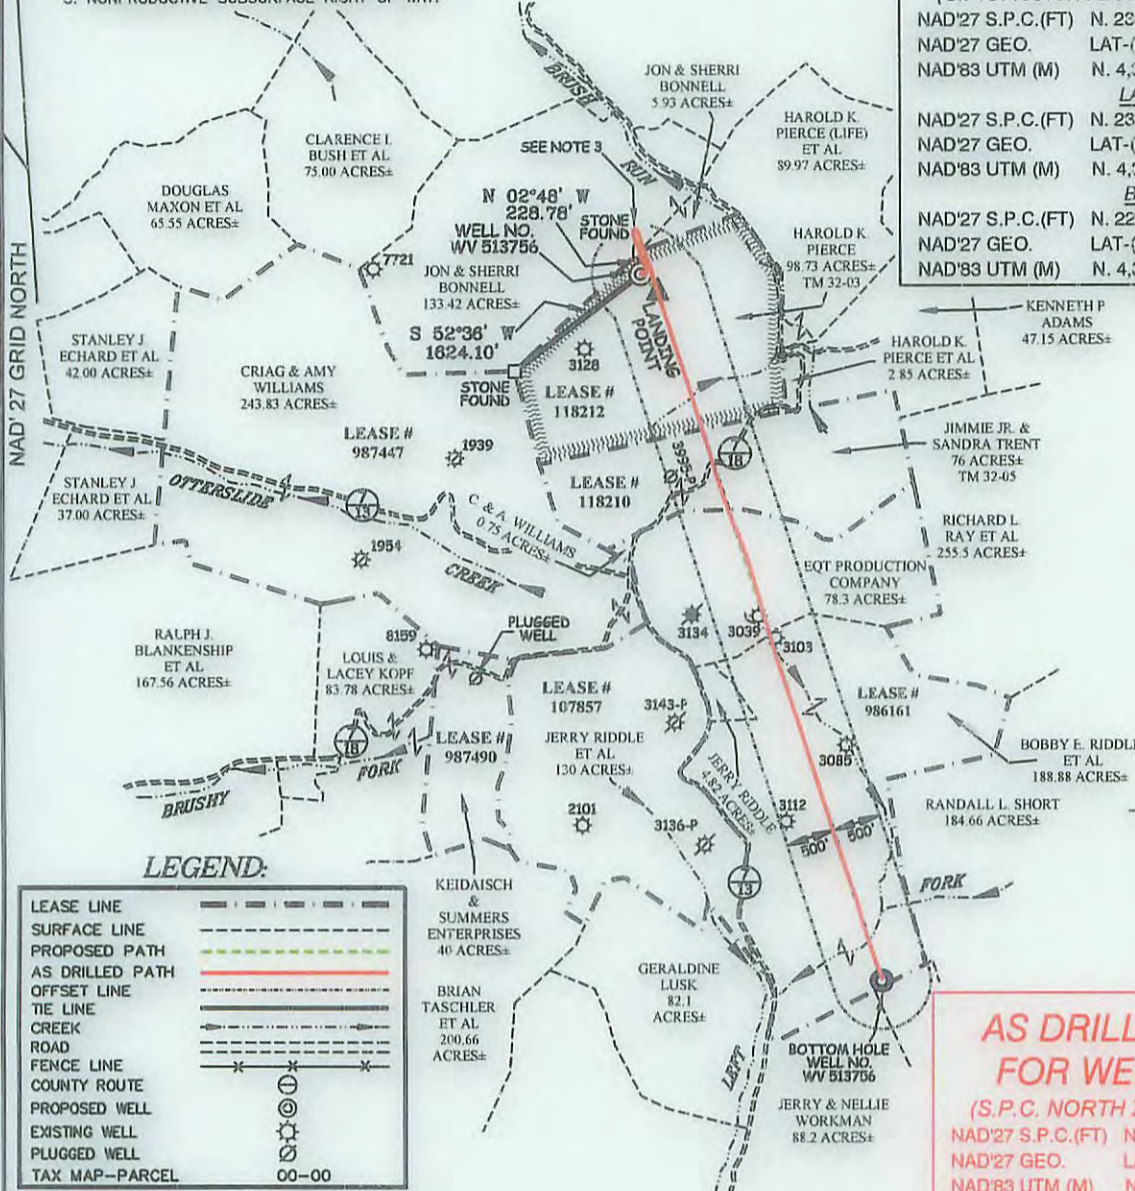 3. NONPRODUCTIVE SUBSURFACE RIGHT OF WAY.
NAD'27 S.P.C.(FT) N. 23
NAD'27 GEO. LAT-(
NAD'83 UTM (M) N. 4,3
NAD'27 S.P.C.(FT) N. 23
NAD'27 GEO. LAT-(
NAD'83 UTM (M) N. 4,3
NAD'27 S.P.C.(FT) N. 22
NAD'27 GEO. LAT-(
NAD'83 UTM (M) N. 4,3
NAD'27 GRID NORTH
BRUSH
RUN
JON & SHERRI
BONNELL
5.93 ACRES±
HAROLD K.
PIERCE (LIFE)
ET AL
89.97 ACRES±
CLARENCE I.
BUSH ET AL
75.00 ACRES±
SEE NOTE 3
DOUGLAS
MAXON ET AL
65.55 ACRES±
N 02°48' W
228.78'
WELL NO.
WV 513756
STONE
FOUND
HAROLD K.
PIERCE
98.73 ACRES±
TM 32-03
7721
JON & SHERRI
BONNELL
133.42 ACRES±
LANDING
POINT
KENNETH P
ADAMS
47.15 ACRES±
S 52°36' W
1624.10'
STONE
FOUND
3128
HAROLD K.
PIERCE ET AL
2.85 ACRES±
STANLEY J
ECHARD ET AL
42.00 ACRES±
CRIAG & AMY
WILLIAMS
243.83 ACRES±
LEASE #
118212
LEASE #
987447
1939
JIMMIE JR. &
SANDRA TRENT
76 ACRES±
TM 32-05
3995-P
18
STANLEY J
ECHARD ET AL
37.00 ACRES±
OTTERSLIDE
7
13
LEASE #
118210
C. & A. WILLIAMS
0.75 ACRES±
RICHARD L.
RAY ET AL
255.5 ACRES±
1954
CREEK
EQT PRODUCTION
COMPANY
78.3 ACRES±
PLUGGED
WELL
3134
3039
3103
RALPH J.
BLANKENSHIP
ET AL
167.56 ACRES±
8159
LOUIS &
LACEY KOPF
83.78 ACRES±
LEASE #
107857
3143-P
LEASE #
986161
18
LEASE #
987490
FORK
BRUSHY
JERRY RIDDLE
ET AL
130 ACRES±
JERRY RIDDLE
4.82 ACRES±
3085
BOBBY E. RIDDLE
ET AL
188.88 ACRES±
2101
3136-P
3112
RANDALL L. SHORT
184.66 ACRES±
500'
500'
7
13
FORK
KEIDAISCH
&
SUMMERS
ENTERPRISES
40 ACRES±
GERALDINE
LUSK
82.1
ACRES±
BRIAN
TASCHLER
ET AL
200.66
ACRES±
LEFT
BOTTOM HOLE
WELL NO.
WV 513756
JERRY & NELLIE
WORKMAN
88.2 ACRES±
LEGEND:
LEASE LINE
SURFACE LINE
PROPOSED PATH
AS DRILLED PATH
OFFSET LINE
TIE LINE
CREEK
ROAD
FENCE LINE
COUNTY ROUTE
PROPOSED WELL
EXISTING WELL
PLUGGED WELL
TAX MAP-PARCEL 00-00
AS DRILL
FOR WE
(S.P.C. NORTH
NAD'27 S.P.C.(FT) N
NAD'27 GEO. L
NAD'83 UTM (M) N